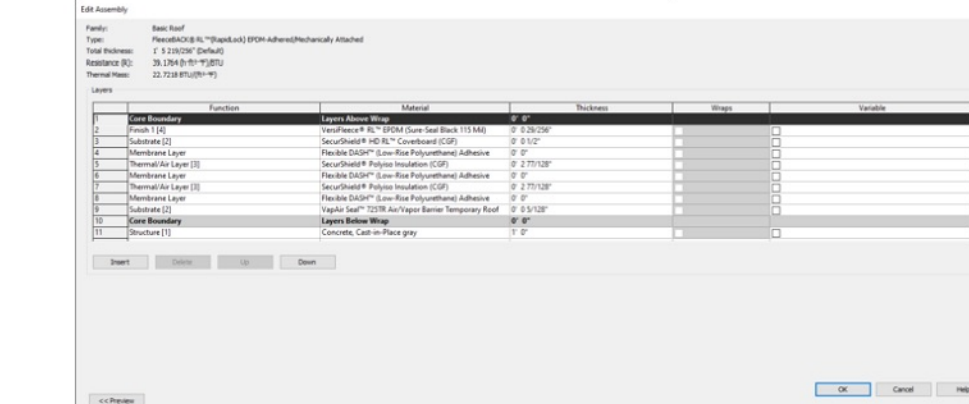 Edit Assembly
Family: Basic Roof
Type: FleeceBACK® RL™(RapidLock) EPDM-Adhered/Mechanically Attached
Total thickness: 1' 5 219/256" (Default)
Resistance (R): 39.1764 (h·ft²·°F)/BTU
Thermal Mass: 22.7218 BTU/(ft²·°F)
Layers
Function Material Thickness Wraps Variable
1 Core Boundary Layers Above Wrap 0' 0"
2 Finish 1 [4] VersiFleece® RL™ EPDM (Sure-Seal Black 115 Mil) 0' 0 29/256"
3 Substrate [2] SecurShield® HD RL™ Coverboard (CGF) 0' 0 1/2"
4 Membrane Layer Flexible DASH™ (Low-Rise Polyurethane) Adhesive 0' 0"
5 Thermal/Air Layer [3] SecurShield® Polyiso Insulation (CGF) 0' 2 77/128"
6 Membrane Layer Flexible DASH™ (Low-Rise Polyurethane) Adhesive 0' 0"
7 Thermal/Air Layer [3] SecurShield® Polyiso Insulation (CGF) 0' 2 77/128"
8 Membrane Layer Flexible DASH™ (Low-Rise Polyurethane) Adhesive 0' 0"
9 Substrate [2] VapAir Seal™ 725TR Air/Vapor Barrier Temporary Roof 0' 0 5/128"
10 Core Boundary Layers Below Wrap 0' 0"
11 Structure [1] Concrete, Cast-in-Place gray 1' 0"
Insert Delete Up Down
OK Cancel Help
<< Preview